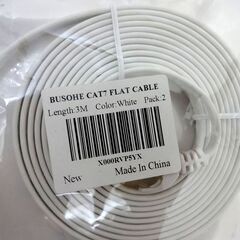 BUSOHE CAT7 FLAT CABLE
Length:3M Color:White Pack:2
X000RVP5YX
New Made In China